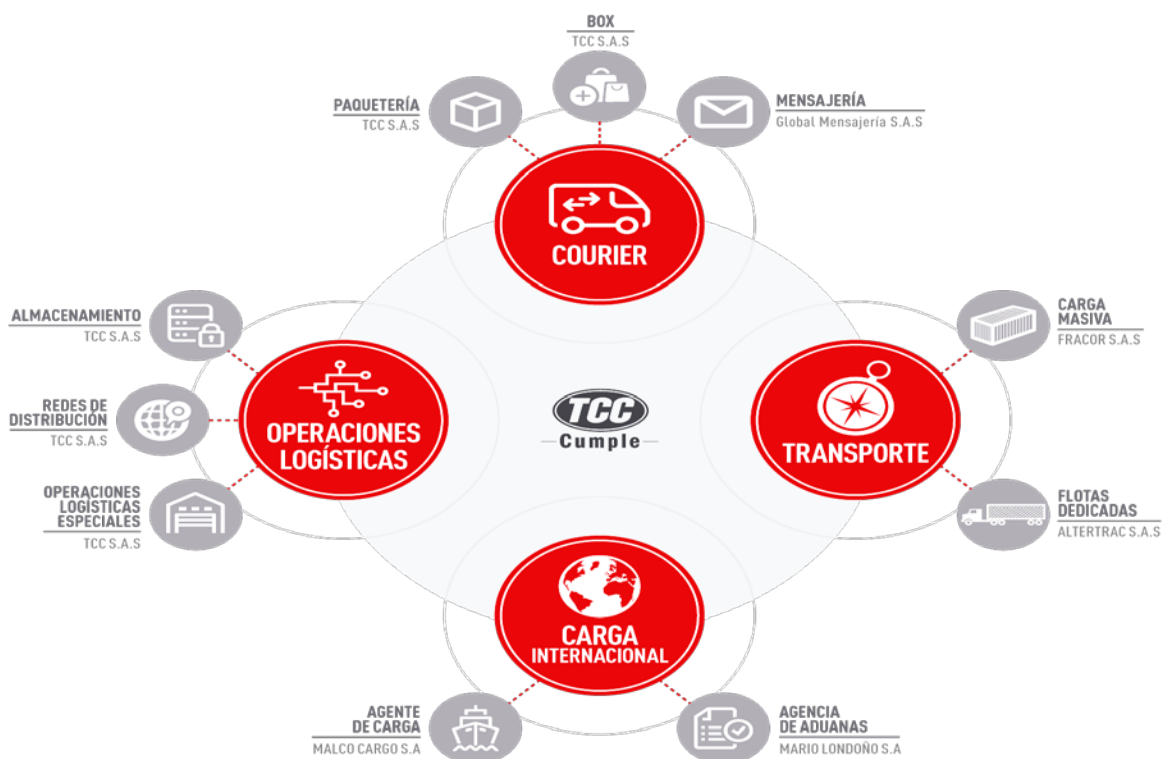 BOX
TCC S.A.S
PAQUETERÍA
TCC S.A.S
MENSAJERÍA
Global Mensajería S.A.S
COURIER
ALMACENAMIENTO
TCC S.A.S
REDES DE
DISTRIBUCIÓN
TCC S.A.S
OPERACIONES
LOGÍSTICAS
ESPECIALES
TCC S.A.S
OPERACIONES
LOGÍSTICAS
TCC
Cumple
TRANSPORTE
CARGA
MASIVA
FRACOR S.A.S
FLOTAS
DEDICADAS
ALTERTRAC S.A.S
CARGA
INTERNACIONAL
AGENTE
DE CARGA
MALCO CARGO S.A
AGENCIA
DE ADUANAS
MARIO LONDOÑO S.A